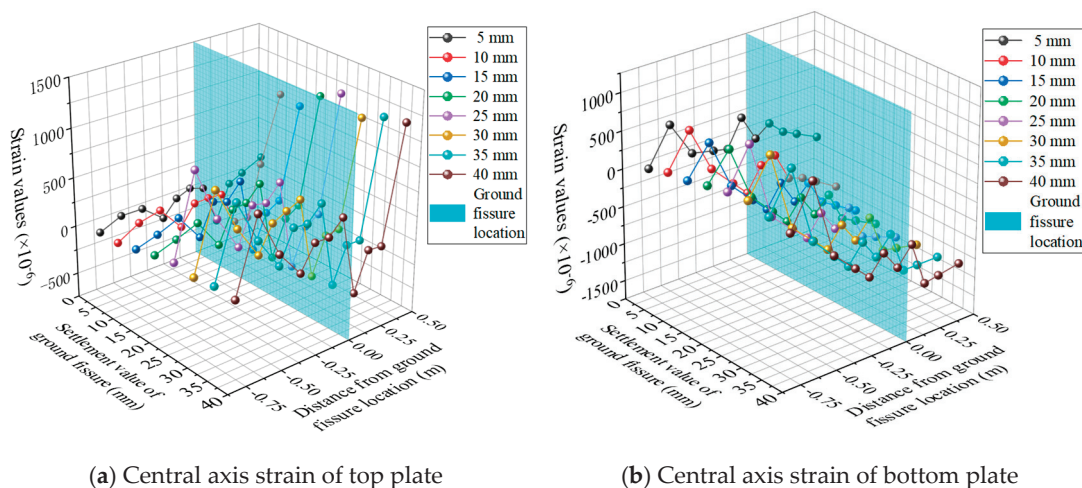 1500
1000
500
0
-500
Strain values (×10-6)
0
5
10
15
20
25
30
35
40
Settlement value of
ground fissure (mm)
-0.75
-0.50
-0.25
0.00
0.25
0.50
Distance from ground
fissure location (m)
5 mm
10 mm
15 mm
20 mm
25 mm
30 mm
35 mm
40 mm
Ground
fissure
location
(a) Central axis strain of top plate
1000
500
0
-500
-1000
-1500
Strain values (×10-6)
0
5
10
15
20
25
30
35
40
Settlement value of
ground fissure (mm)
-0.75
-0.50
-0.25
0.00
0.25
0.50
Distance from ground
fissure location (m)
5 mm
10 mm
15 mm
20 mm
25 mm
30 mm
35 mm
40 mm
Ground
fissure
location
(b) Central axis strain of bottom plate